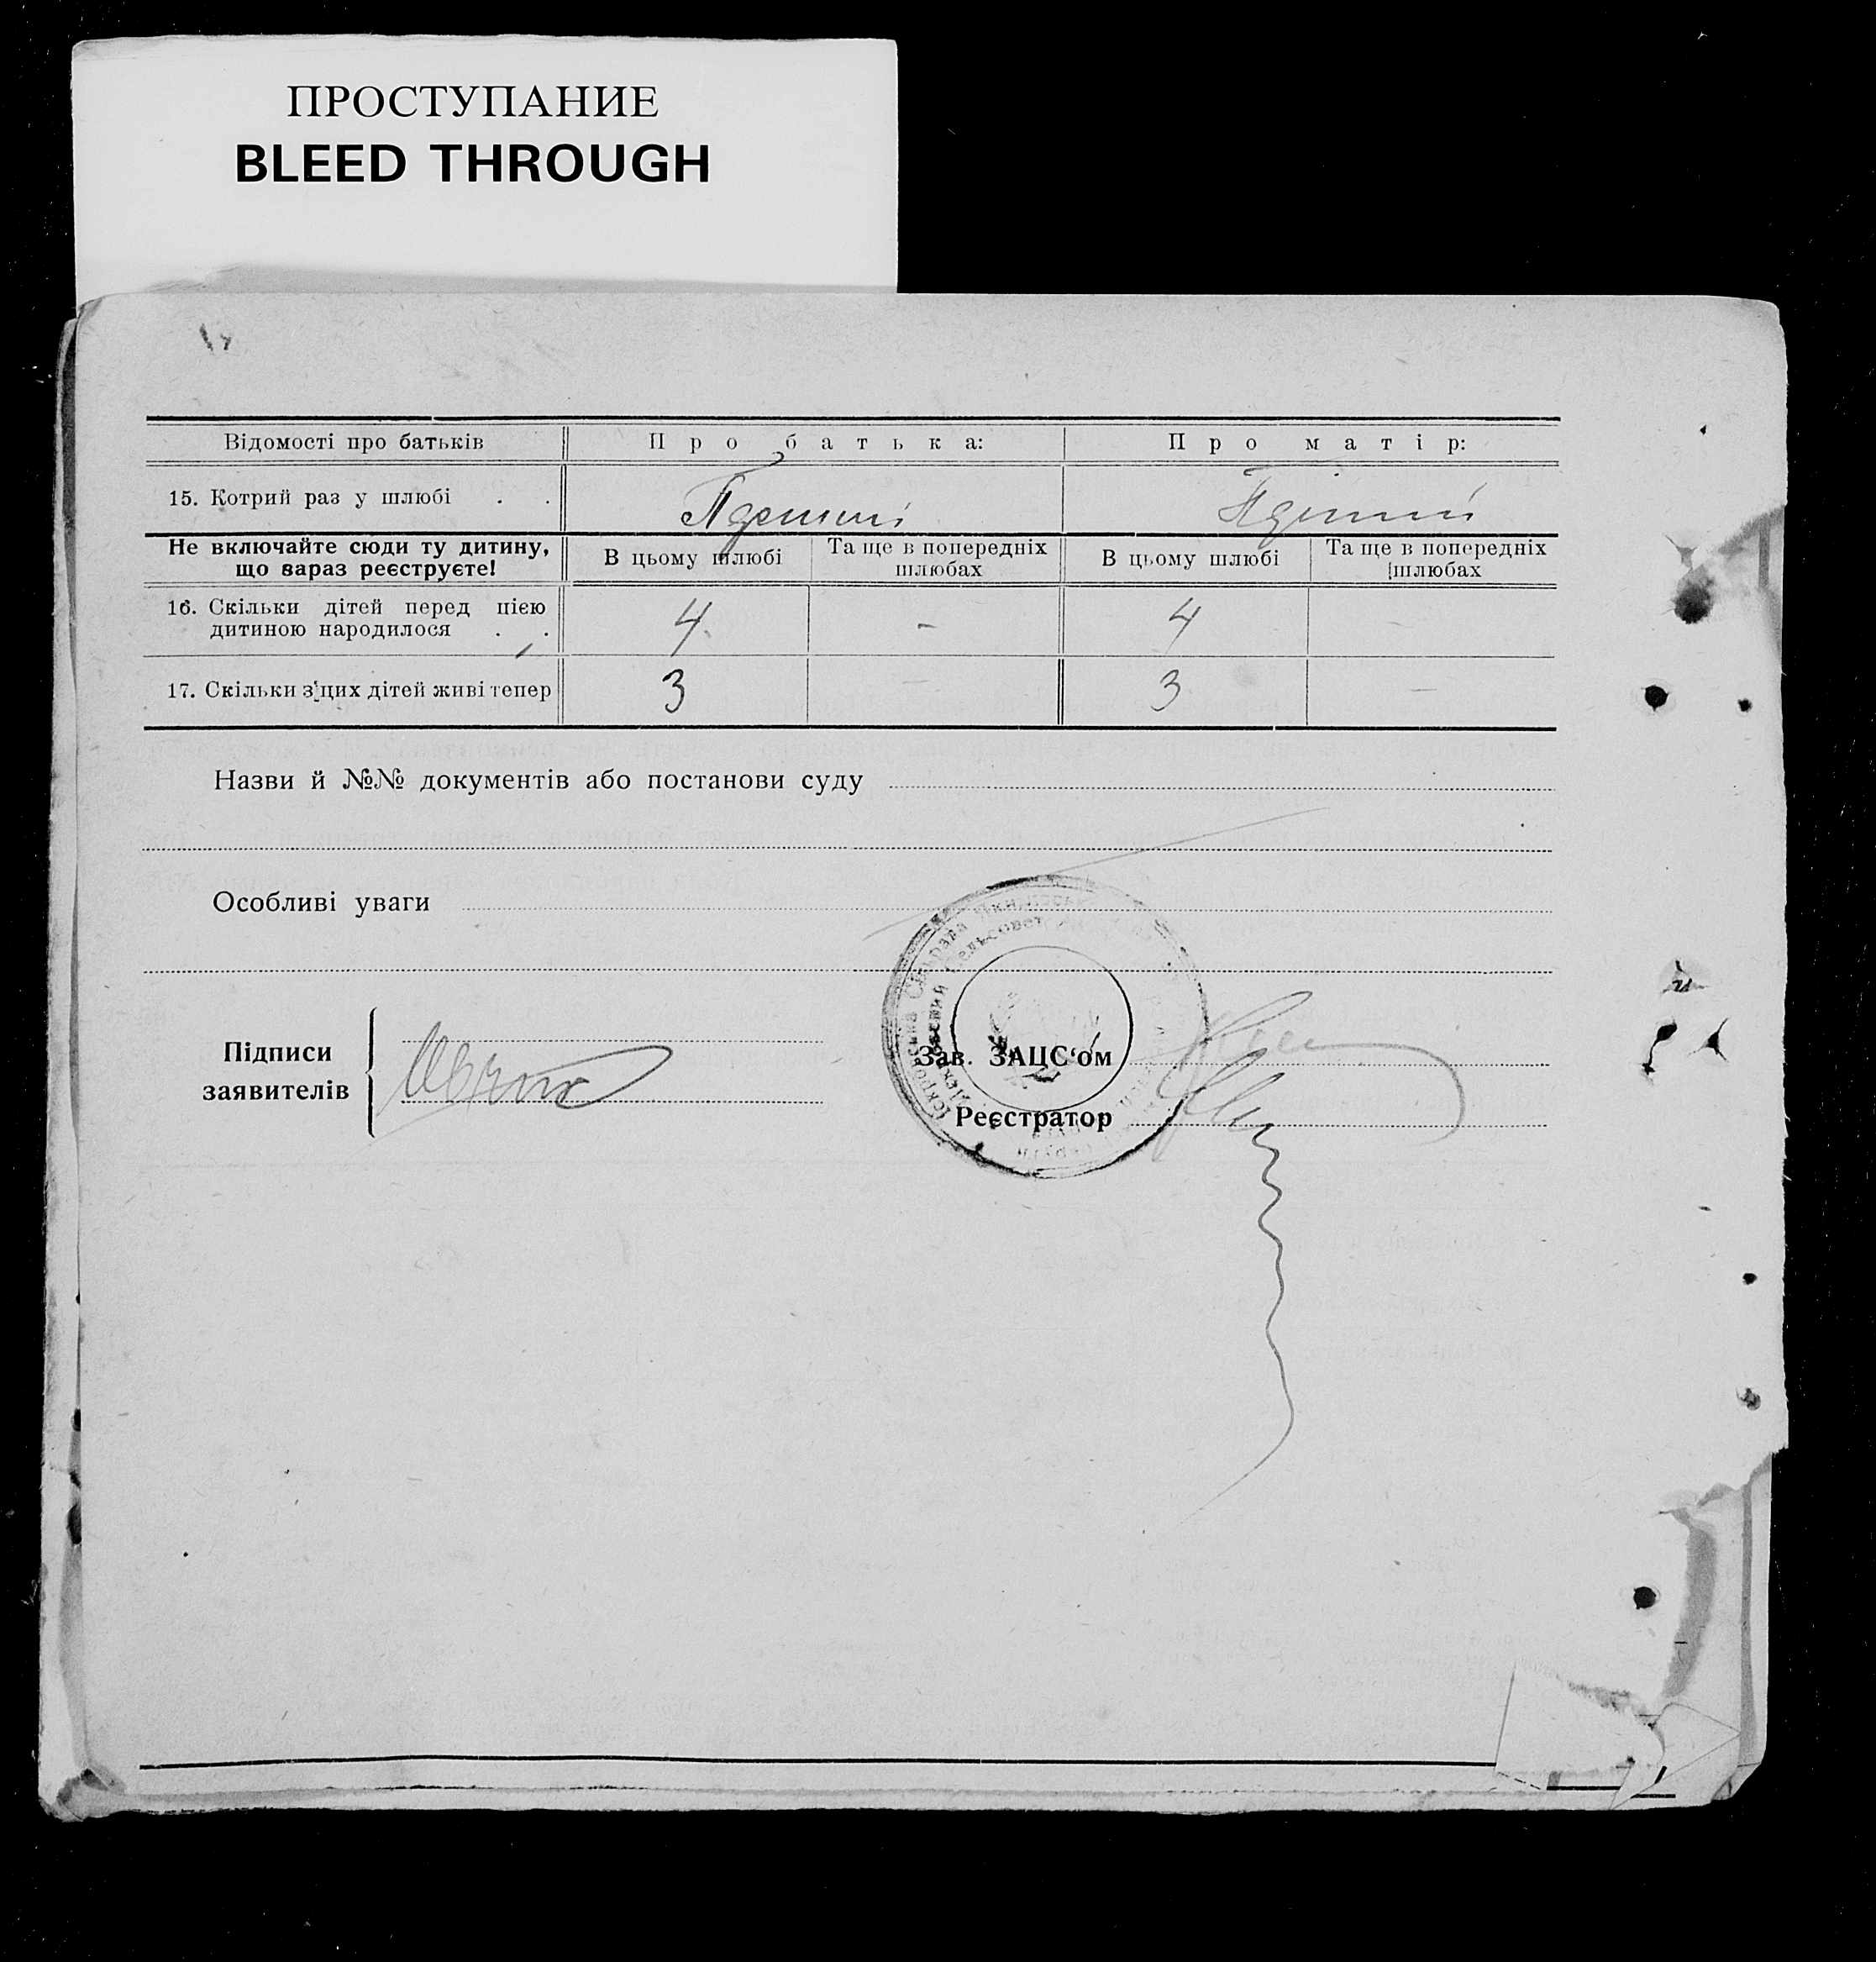 ПРОСТУПАНИЕ
BLEED THROUGH
Відомості про батьків Про батька: Про матір:
15. Котрий раз у шлюбі . .
Не включайте сюди ту дитину, що вараз реєструєте! В цьому шлюбі Та ще в попередніх шлюбах В цьому шлюбі Та ще в попередніх шлюбах
16. Скільки дітей перед цією дитиною народилося . . 4 - 4
17. Скільки з цих дітей живі тепер 3 — 3 —
Назви й №№ документів або постанови суду
Особливі уваги
Підписи заявителів
Зав. ЗАЦС'ом
Реєстратор